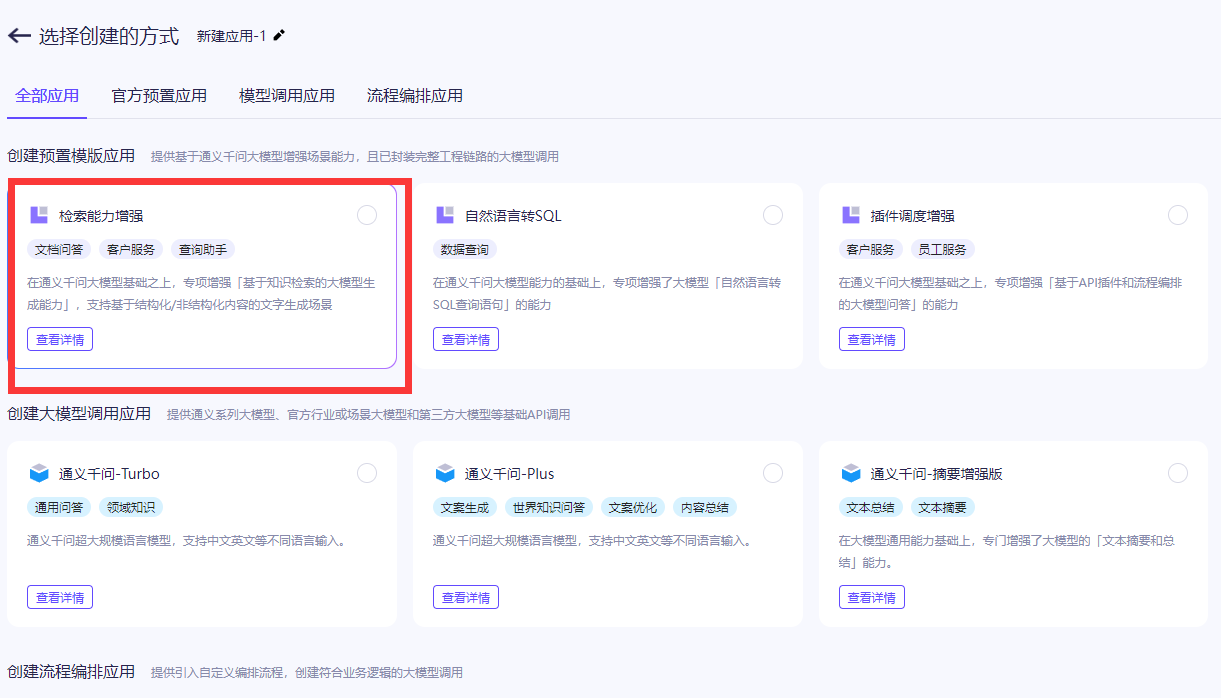 选择创建的方式 新建应用-1
全部应用 官方预置应用 模型调用应用 流程编排应用
创建预置模版应用 提供基于通义千问大模型增强场景能力，且已封装完整工程链路的大模型调用
检索能力增强
文档问答 客户服务 查询助手
在通义千问大模型基础之上，专项增强「基于知识检索的大模型生
成能力」，支持基于结构化/非结构化内容的文字生成场景
查看详情
自然语言转SQL
数据查询
在通义千问大模型能力的基础上，专项增强了大模型「自然语言转
SQL查询语句」的能力
查看详情
插件调度增强
客户服务 员工服务
在通义千问大模型基础之上，专项增强「基于API插件和流程编排
的大模型问答」的能力
查看详情
创建大模型调用应用 提供通义系列大模型、官方行业或场景大模型和第三方大模型等基础API调用
通义千问-Turbo
通用问答 领域知识
通义千问超大规模语言模型，支持中文英文等不同语言输入。
查看详情
通义千问-Plus
文案生成 世界知识问答 文案优化 内容总结
通义千问超大规模语言模型，支持中文英文等不同语言输入。
查看详情
通义千问-摘要增强版
文本总结 文本摘要
在大模型通用能力基础上，专门增强了大模型的「文本摘要和总
结」能力。
查看详情
创建流程编排应用 提供引入自定义编排流程，创建符合业务逻辑的大模型调用